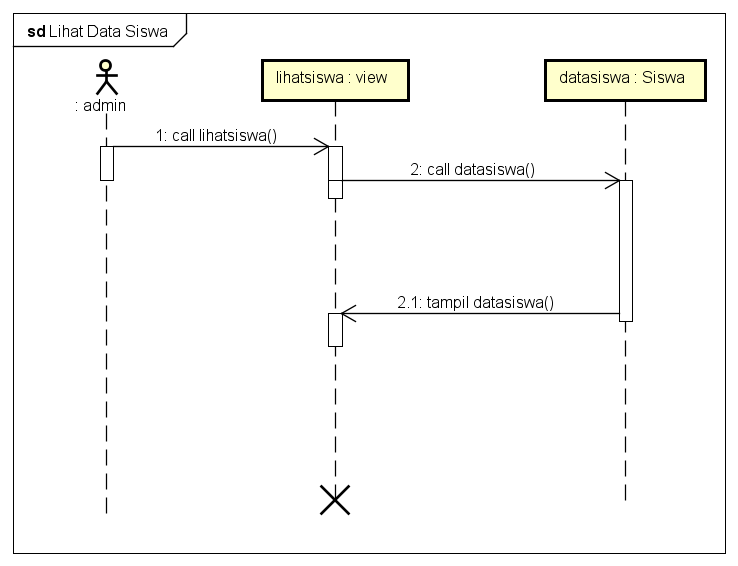 sd Lihat Data Siswa
: admin
lihatsiswa : view
datasiswa : Siswa
1: call lihatsiswa()
2: call datasiswa()
2.1: tampil datasiswa()